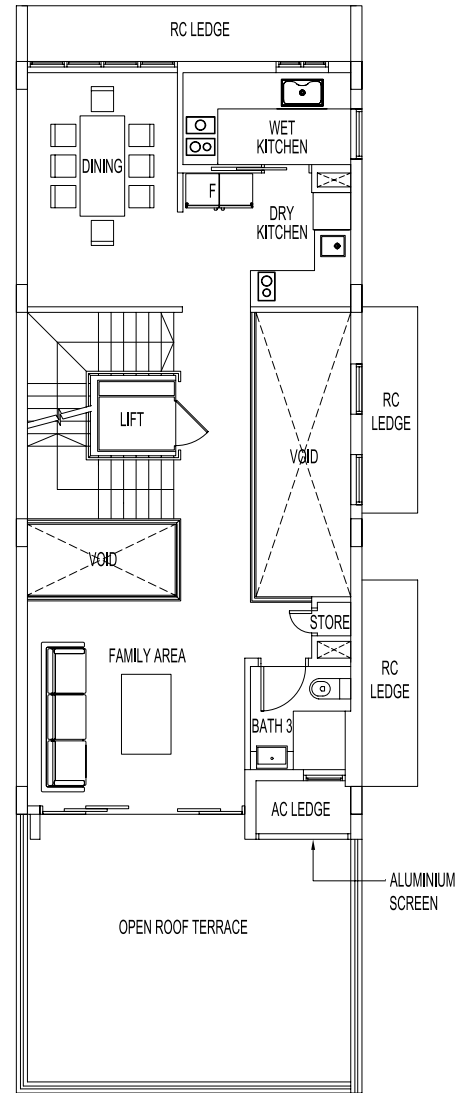 RC LEDGE
WET
KITCHEN
DINING
F
DRY
KITCHEN
LIFT
VOID
RC
LEDGE
VOID
STORE
FAMILY AREA
RC
LEDGE
BATH 3
AC LEDGE
ALUMINIUM
SCREEN
OPEN ROOF TERRACE